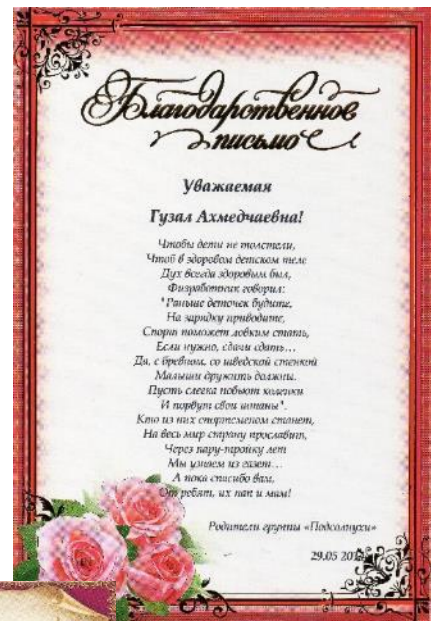 Благодарственное
письмо
Уважаемая
Гузал Ахмедчаевна!
Чтобы дети не толстели,
Чтоб в здоровом детском теле
Дух всегда здоровым был,
Физработник говорил:
"Раньше деточек будите,
На зарядку приводите,
Спорт поможет ловким стать,
Если нужно, сдачи сдать…
Да, с бревном, со шведской стенкой
Малыши дружить должны.
Пусть слегка побьют коленки
И порвут свои штаны".
Кто из них спортсменом станет,
На весь мир страну прославит,
Через пару-тройку лет
Мы узнаем из газет…
А пока спасибо вам,
От ребят, их пап и мам!
Родители группы «Подсолнухи»
29.05